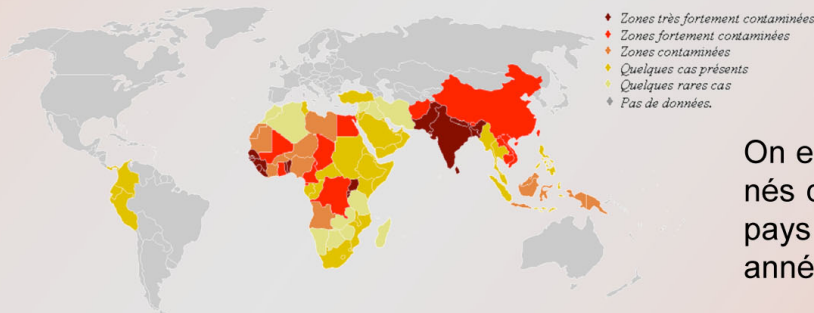 Zones très fortement contaminées
Zones fortement contaminées
Zones contaminées
Quelques cas présents
Quelques rares cas
Pas de données.
On e
nés c
pays
anné